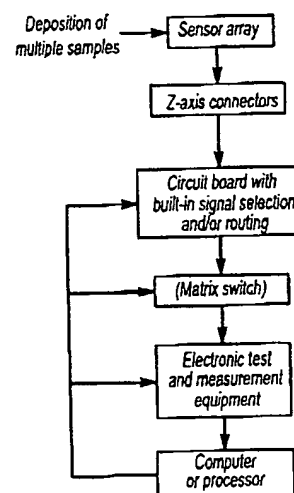 Deposition of
multiple samples
Sensor array
Z-axis connectors
Circuit board with
built-in signal selection
and/or routing
(Matrix switch)
Electronic test
and measurement
equipment
Computer
or processor